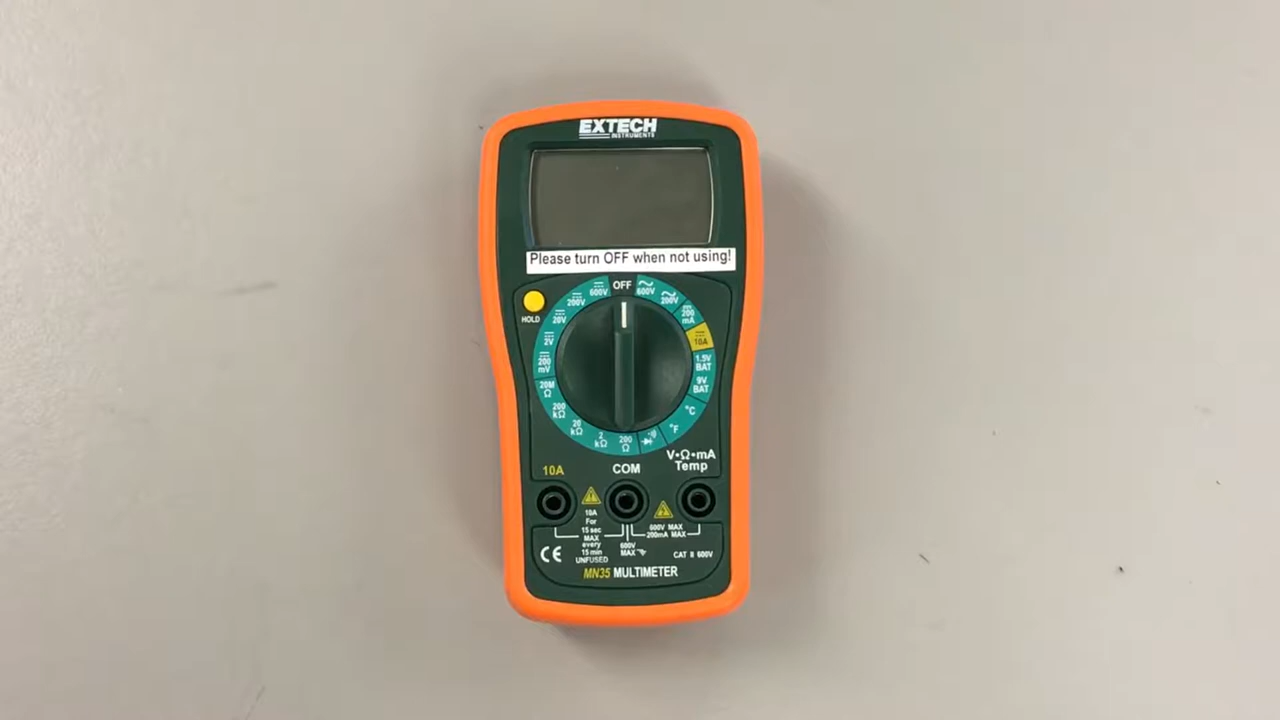 EXTECH
INSTRUMENTS
Please turn OFF when not using!
OFF
600V
200V
20V
2V
200
mV
20M
Ω
200
kΩ
20
kΩ
2
kΩ
200
Ω
600V
200V
200
mA
10A
1.5V
BAT
9V
BAT
°C
°F
HOLD
V•Ω•mA
Temp
10A
COM
10A
For
15 sec
MAX
every
15 min
UNFUSED
600V
MAX
600V MAX
200mA MAX
CE
CAT II 600V
MN35 MULTIMETER